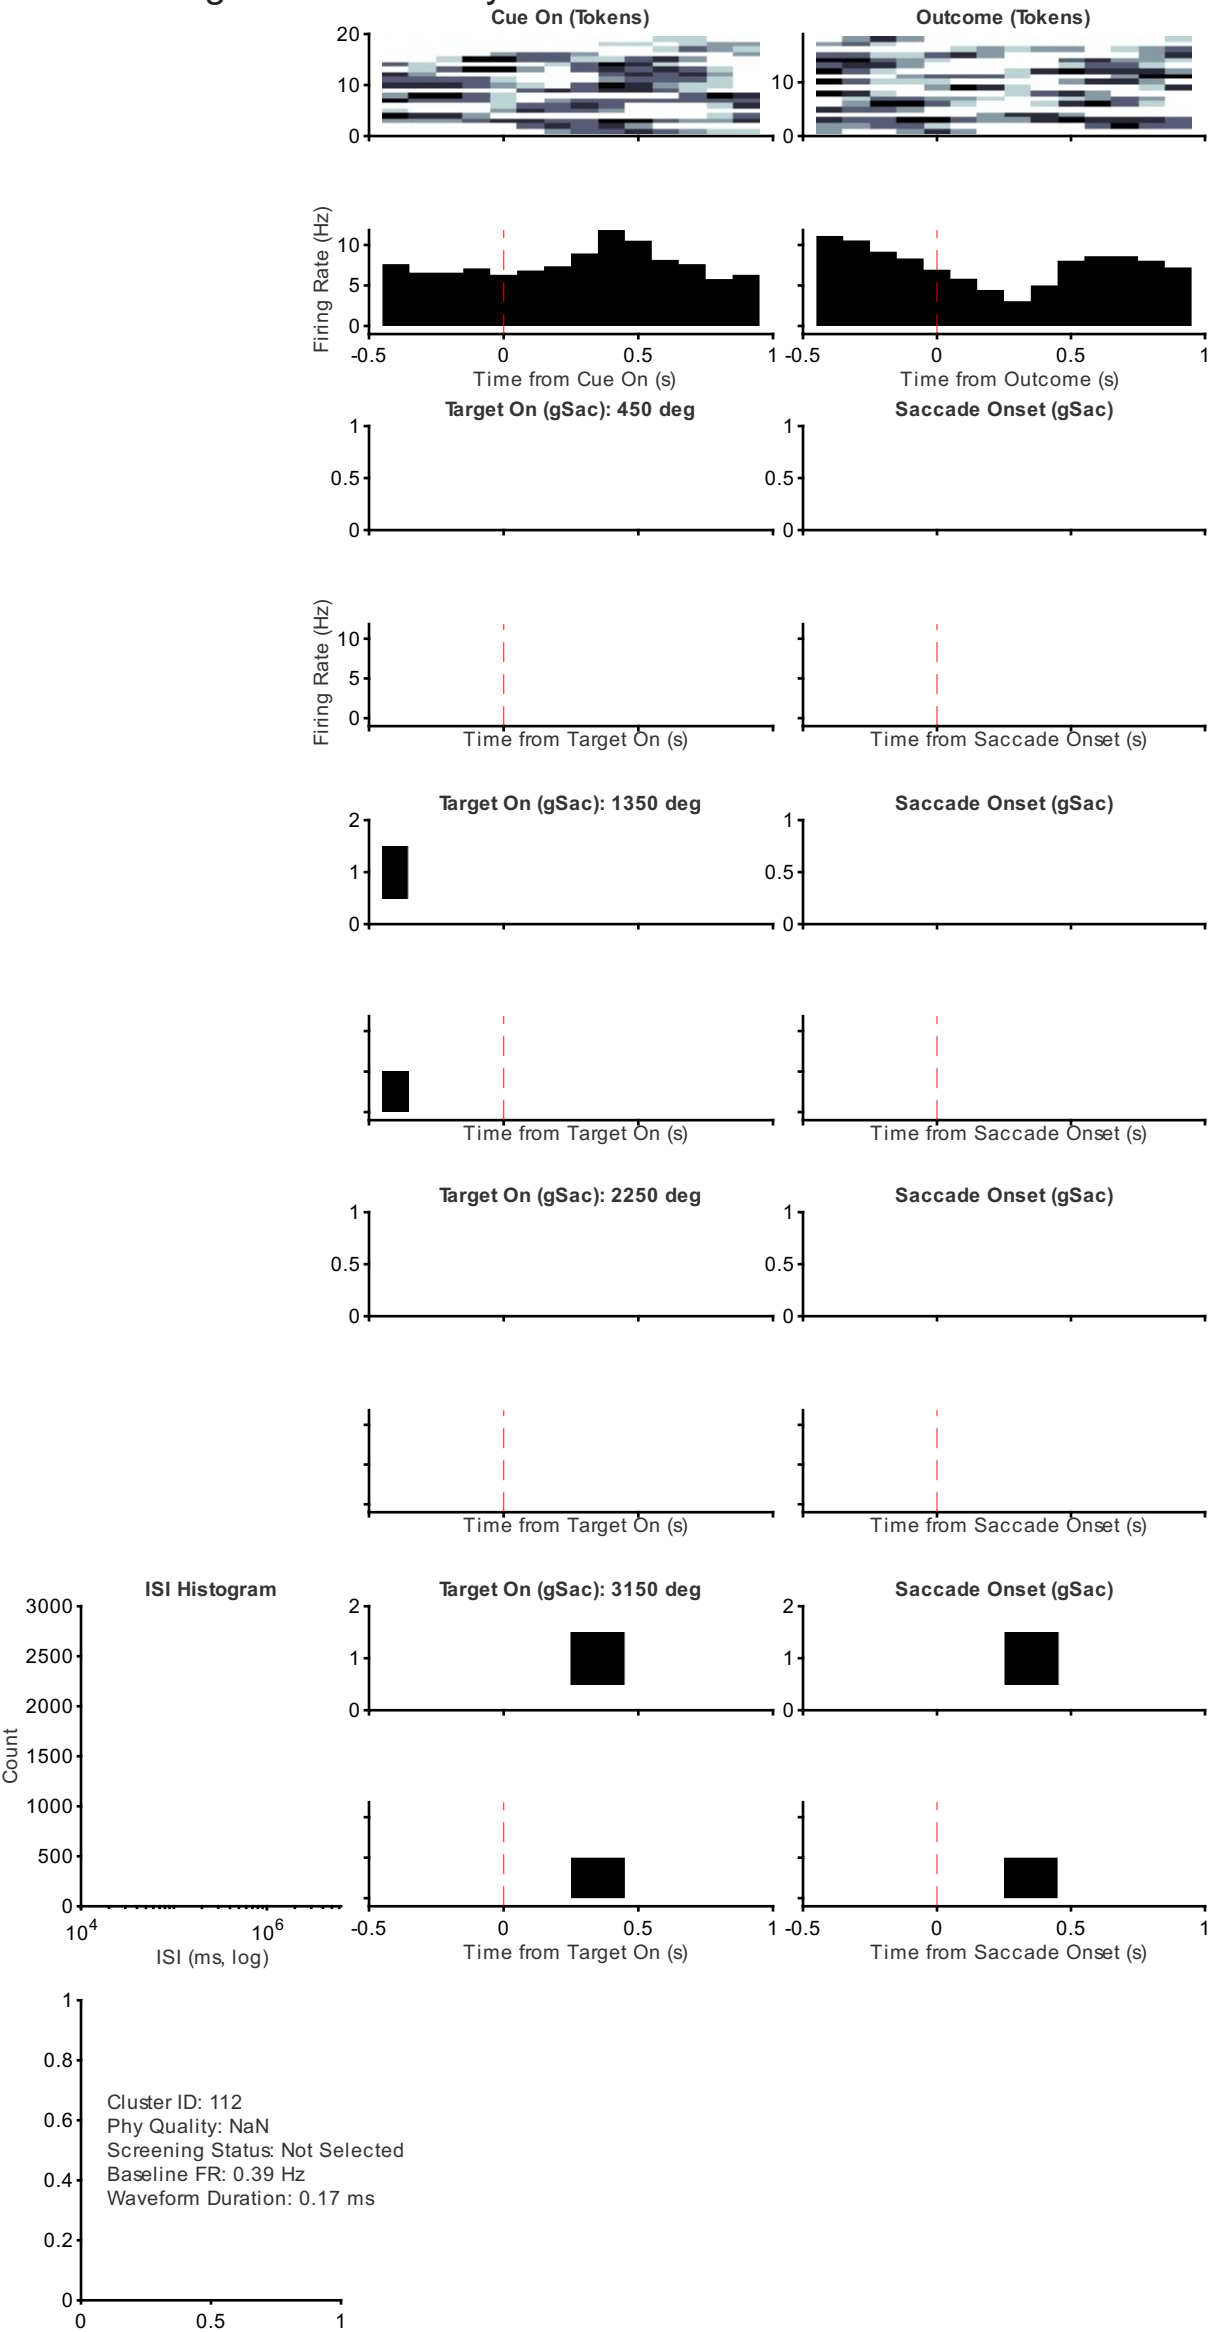 Cue On (Tokens)
Outcome (Tokens)
20
10
0
10
0
Firing Rate (Hz)
10
5
0
-0.5 0 0.5 1
-0.5 0 0.5 1
Time from Cue On (s)
Time from Outcome (s)
Target On (gSac): 450 deg
Saccade Onset (gSac)
1
0.5
0
1
0.5
0
Firing Rate (Hz)
10
5
0
Time from Target On (s)
Time from Saccade Onset (s)
Target On (gSac): 1350 deg
Saccade Onset (gSac)
2
1
0
1
0.5
0
Time from Target On (s)
Time from Saccade Onset (s)
Target On (gSac): 2250 deg
Saccade Onset (gSac)
1
0.5
0
1
0.5
0
Time from Target On (s)
Time from Saccade Onset (s)
ISI Histogram
Target On (gSac): 3150 deg
Saccade Onset (gSac)
3000
2500
2000
1500
1000
500
0
Count
10^4 10^6
ISI (ms, log)
2
1
0
2
1
0
-0.5 0 0.5 1
-0.5 0 0.5 1
Time from Target On (s)
Time from Saccade Onset (s)
1
0.8
0.6
0.4
0.2
0
Cluster ID: 112
Phy Quality: NaN
Screening Status: Not Selected
Baseline FR: 0.39 Hz
Waveform Duration: 0.17 ms
0 0.5 1